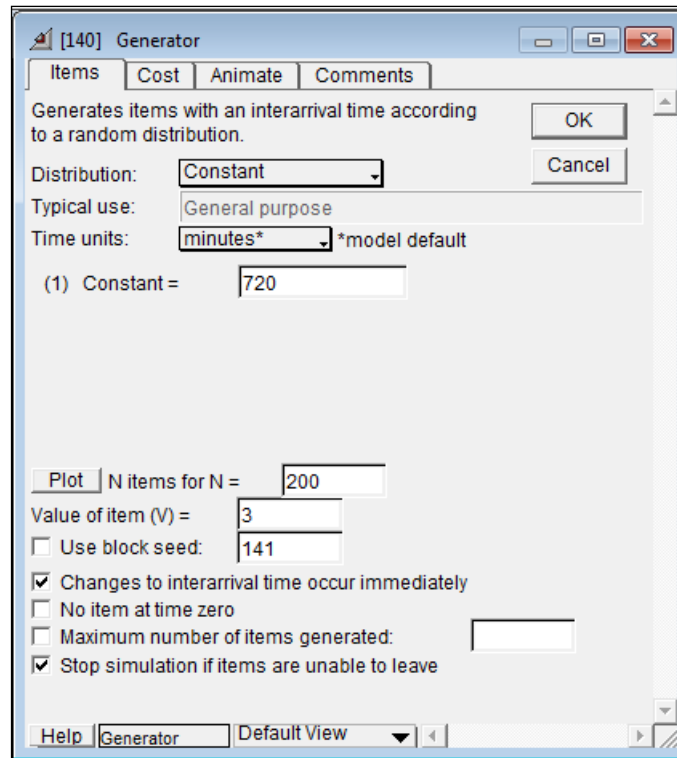 [140] Generator
Items Cost Animate Comments
Generates items with an interarrival time according
to a random distribution.
OK
Cancel
Distribution: Constant
Typical use: General purpose
Time units: minutes* *model default
(1) Constant = 720
Plot N items for N = 200
Value of item (V) = 3
Use block seed: 141
Changes to interarrival time occur immediately
No item at time zero
Maximum number of items generated:
Stop simulation if items are unable to leave
Help Generator Default View